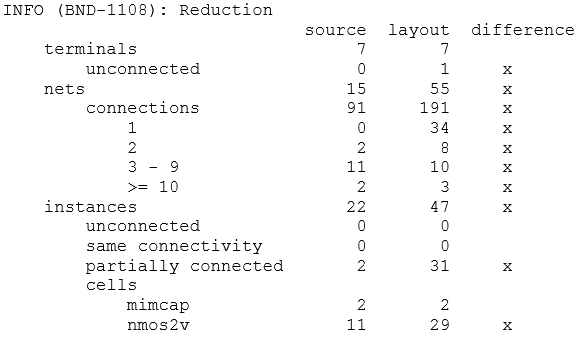 INFO (BND-1108): Reduction
source layout difference
terminals 7 7
unconnected 0 1 x
nets 15 55 x
connections 91 191 x
1 0 34 x
2 2 8 x
3 - 9 11 10 x
>= 10 2 3 x
instances 22 47 x
unconnected 0 0
same connectivity 0 0
partially connected 2 31 x
cells
mimcap 2 2
nmos2v 11 29 x